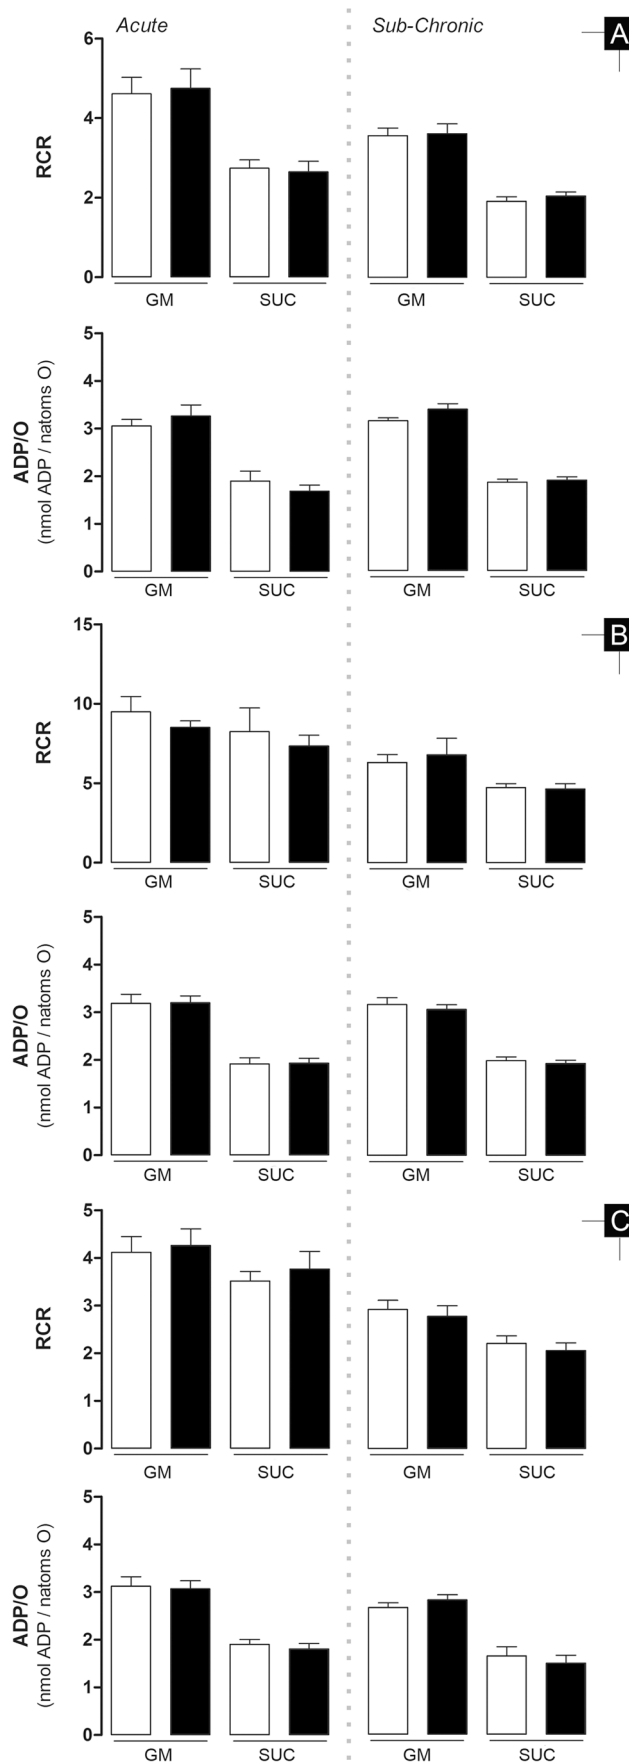 Acute
Sub-Chronic
A
RCR
6
4
2
0
GM
SUC
GM
SUC
ADP/O
(nmol ADP / natoms O)
5
4
3
2
1
0
GM
SUC
GM
SUC
B
RCR
15
10
5
0
GM
SUC
GM
SUC
ADP/O
(nmol ADP / natoms O)
5
4
3
2
1
0
GM
SUC
GM
SUC
C
RCR
5
4
3
2
1
0
GM
SUC
GM
SUC
ADP/O
(nmol ADP / natoms O)
5
4
3
2
1
0
GM
SUC
GM
SUC